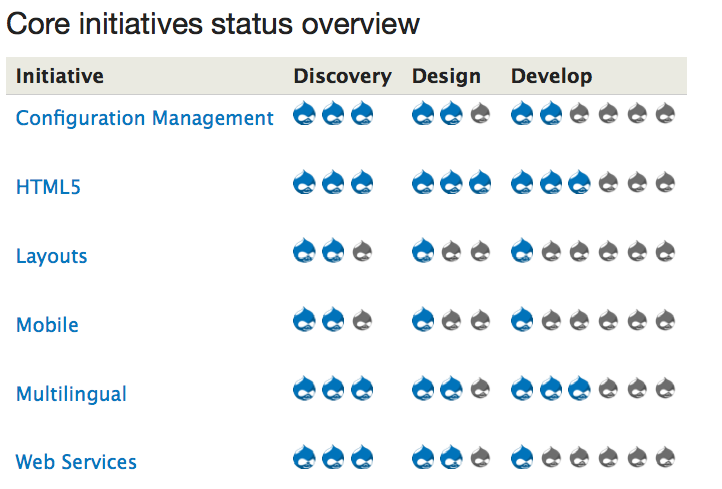 Core initiatives status overview
Initiative Discovery Design Develop
Configuration Management
HTML5
Layouts
Mobile
Multilingual
Web Services